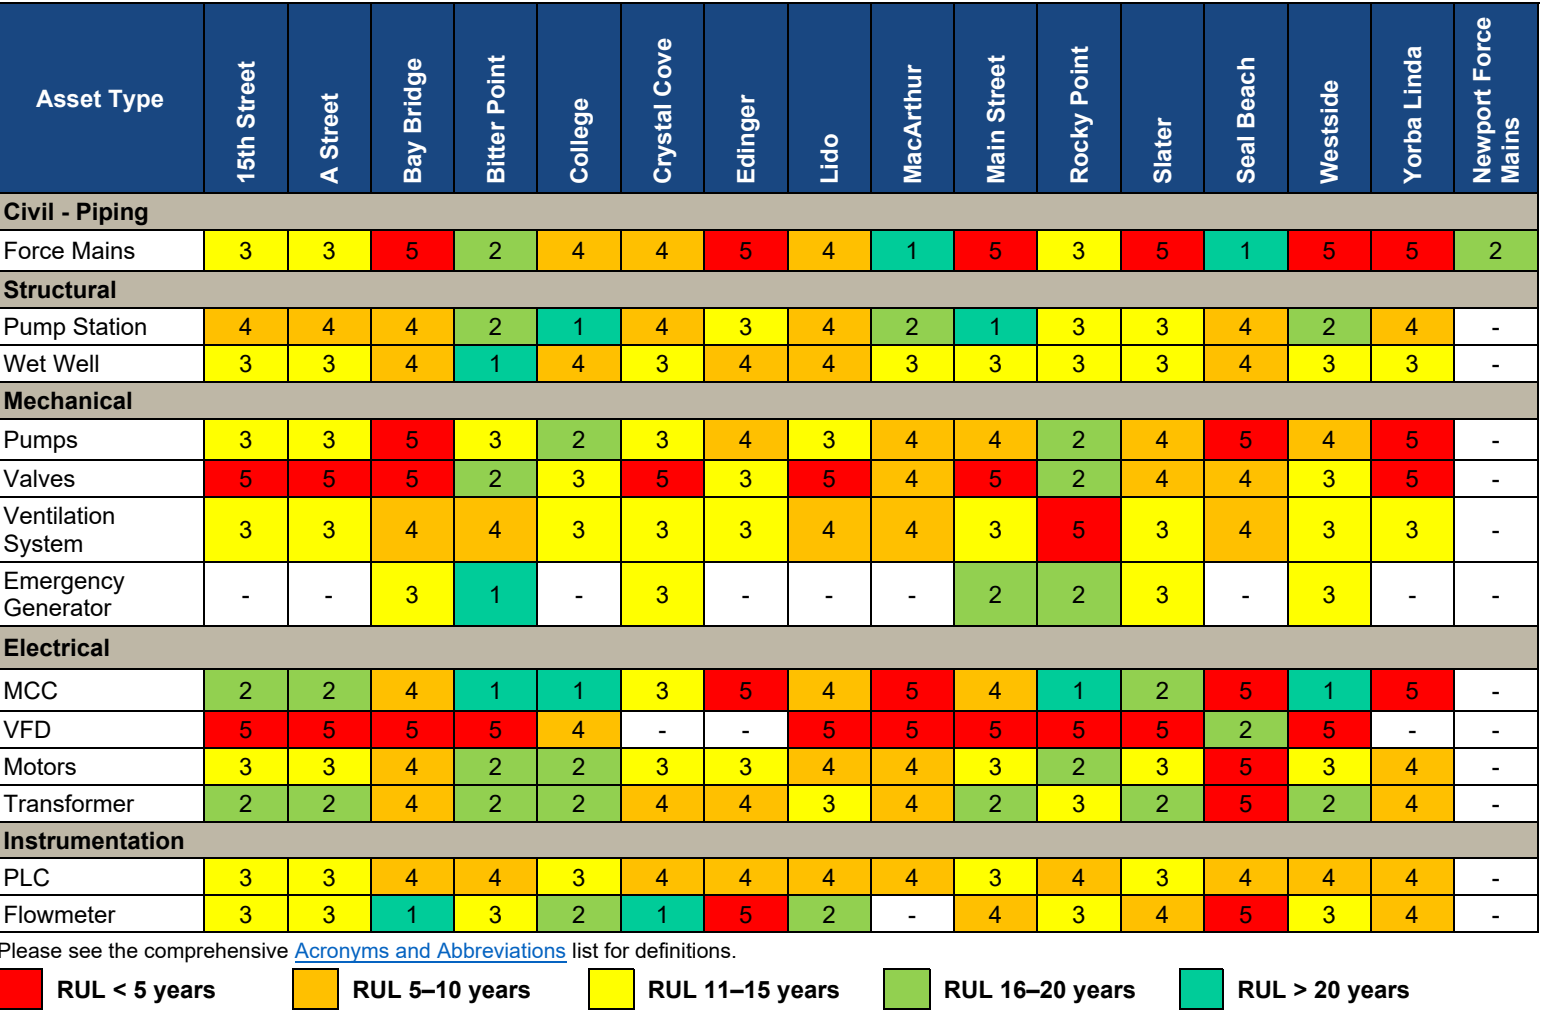 Asset Type 15th Street A Street Bay Bridge Bitter Point College Crystal Cove Edinger Lido MacArthur Main Street Rocky Point Slater Seal Beach Westside Yorba Linda Newport Force Mains
Civil - Piping
Force Mains 3 3 5 2 4 4 5 4 1 5 3 5 1 5 5 2
Structural
Pump Station 4 4 4 2 1 4 3 4 2 1 3 3 4 2 4 -
Wet Well 3 3 4 1 4 3 4 4 3 3 3 3 4 3 3 -
Mechanical
Pumps 3 3 5 3 2 3 4 3 4 4 2 4 5 4 5 -
Valves 5 5 5 2 3 5 3 5 4 5 2 4 4 3 5 -
Ventilation
System 3 3 4 4 3 3 3 4 4 3 5 3 4 3 3 -
Emergency
Generator - - 3 1 - 3 - - - 2 2 3 - 3 - -
Electrical
MCC 2 2 4 1 1 3 5 4 5 4 1 2 5 1 5 -
VFD 5 5 5 5 4 - - 5 5 5 5 5 2 5 - -
Motors 3 3 4 2 2 3 3 4 4 3 2 3 5 3 4 -
Transformer 2 2 4 2 2 4 4 3 4 2 3 2 5 2 4 -
Instrumentation
PLC 3 3 4 4 3 4 4 4 4 3 4 3 4 4 4 -
Flowmeter 3 3 1 3 2 1 5 2 - 4 3 4 5 3 4 -
Please see the comprehensive Acronyms and Abbreviations list for definitions.
RUL < 5 years RUL 5–10 years RUL 11–15 years RUL 16–20 years RUL > 20 years